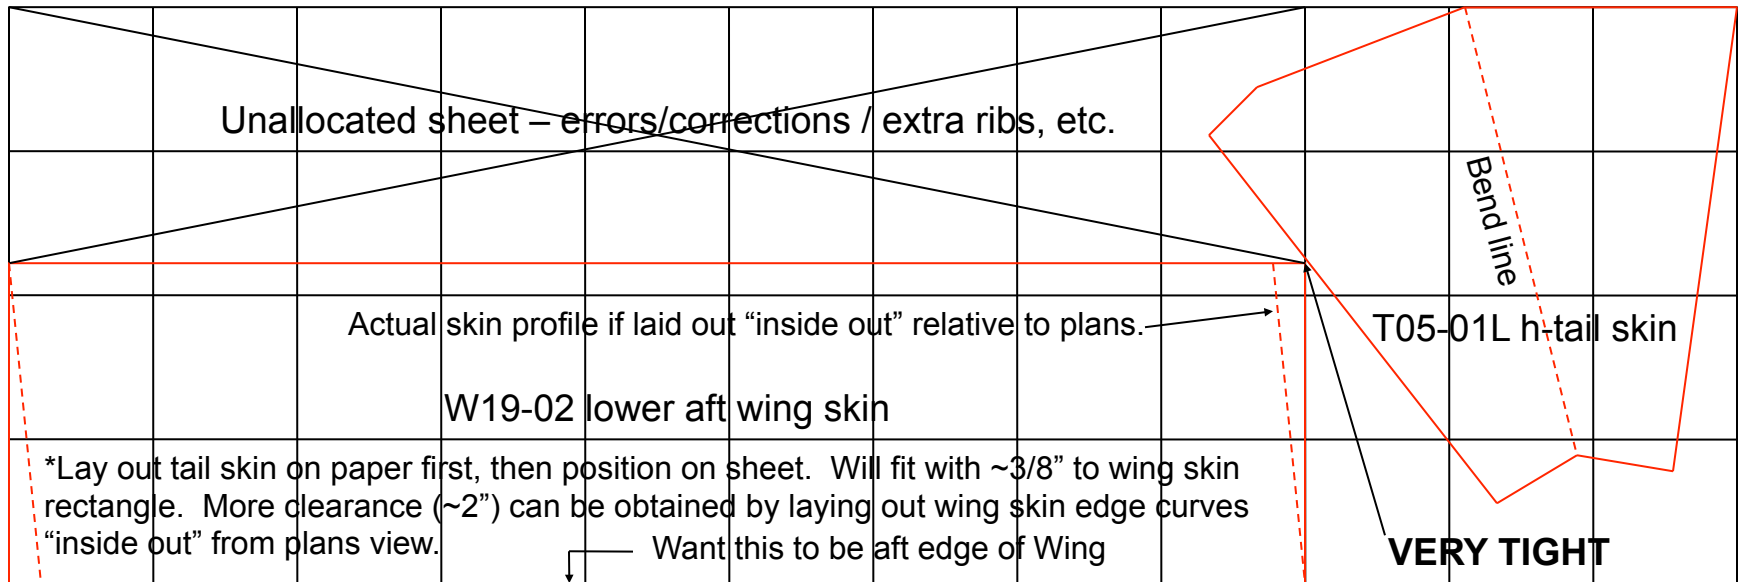 Unallocated sheet – errors/corrections / extra ribs, etc.
Bend line
Actual skin profile if laid out “inside out” relative to plans.
T05-01L h-tail skin
W19-02 lower aft wing skin
*Lay out tail skin on paper first, then position on sheet.  Will fit with ~3/8” to wing skin
rectangle.  More clearance (~2”) can be obtained by laying out wing skin edge curves
“inside out” from plans view.
Want this to be aft edge of Wing
VERY TIGHT